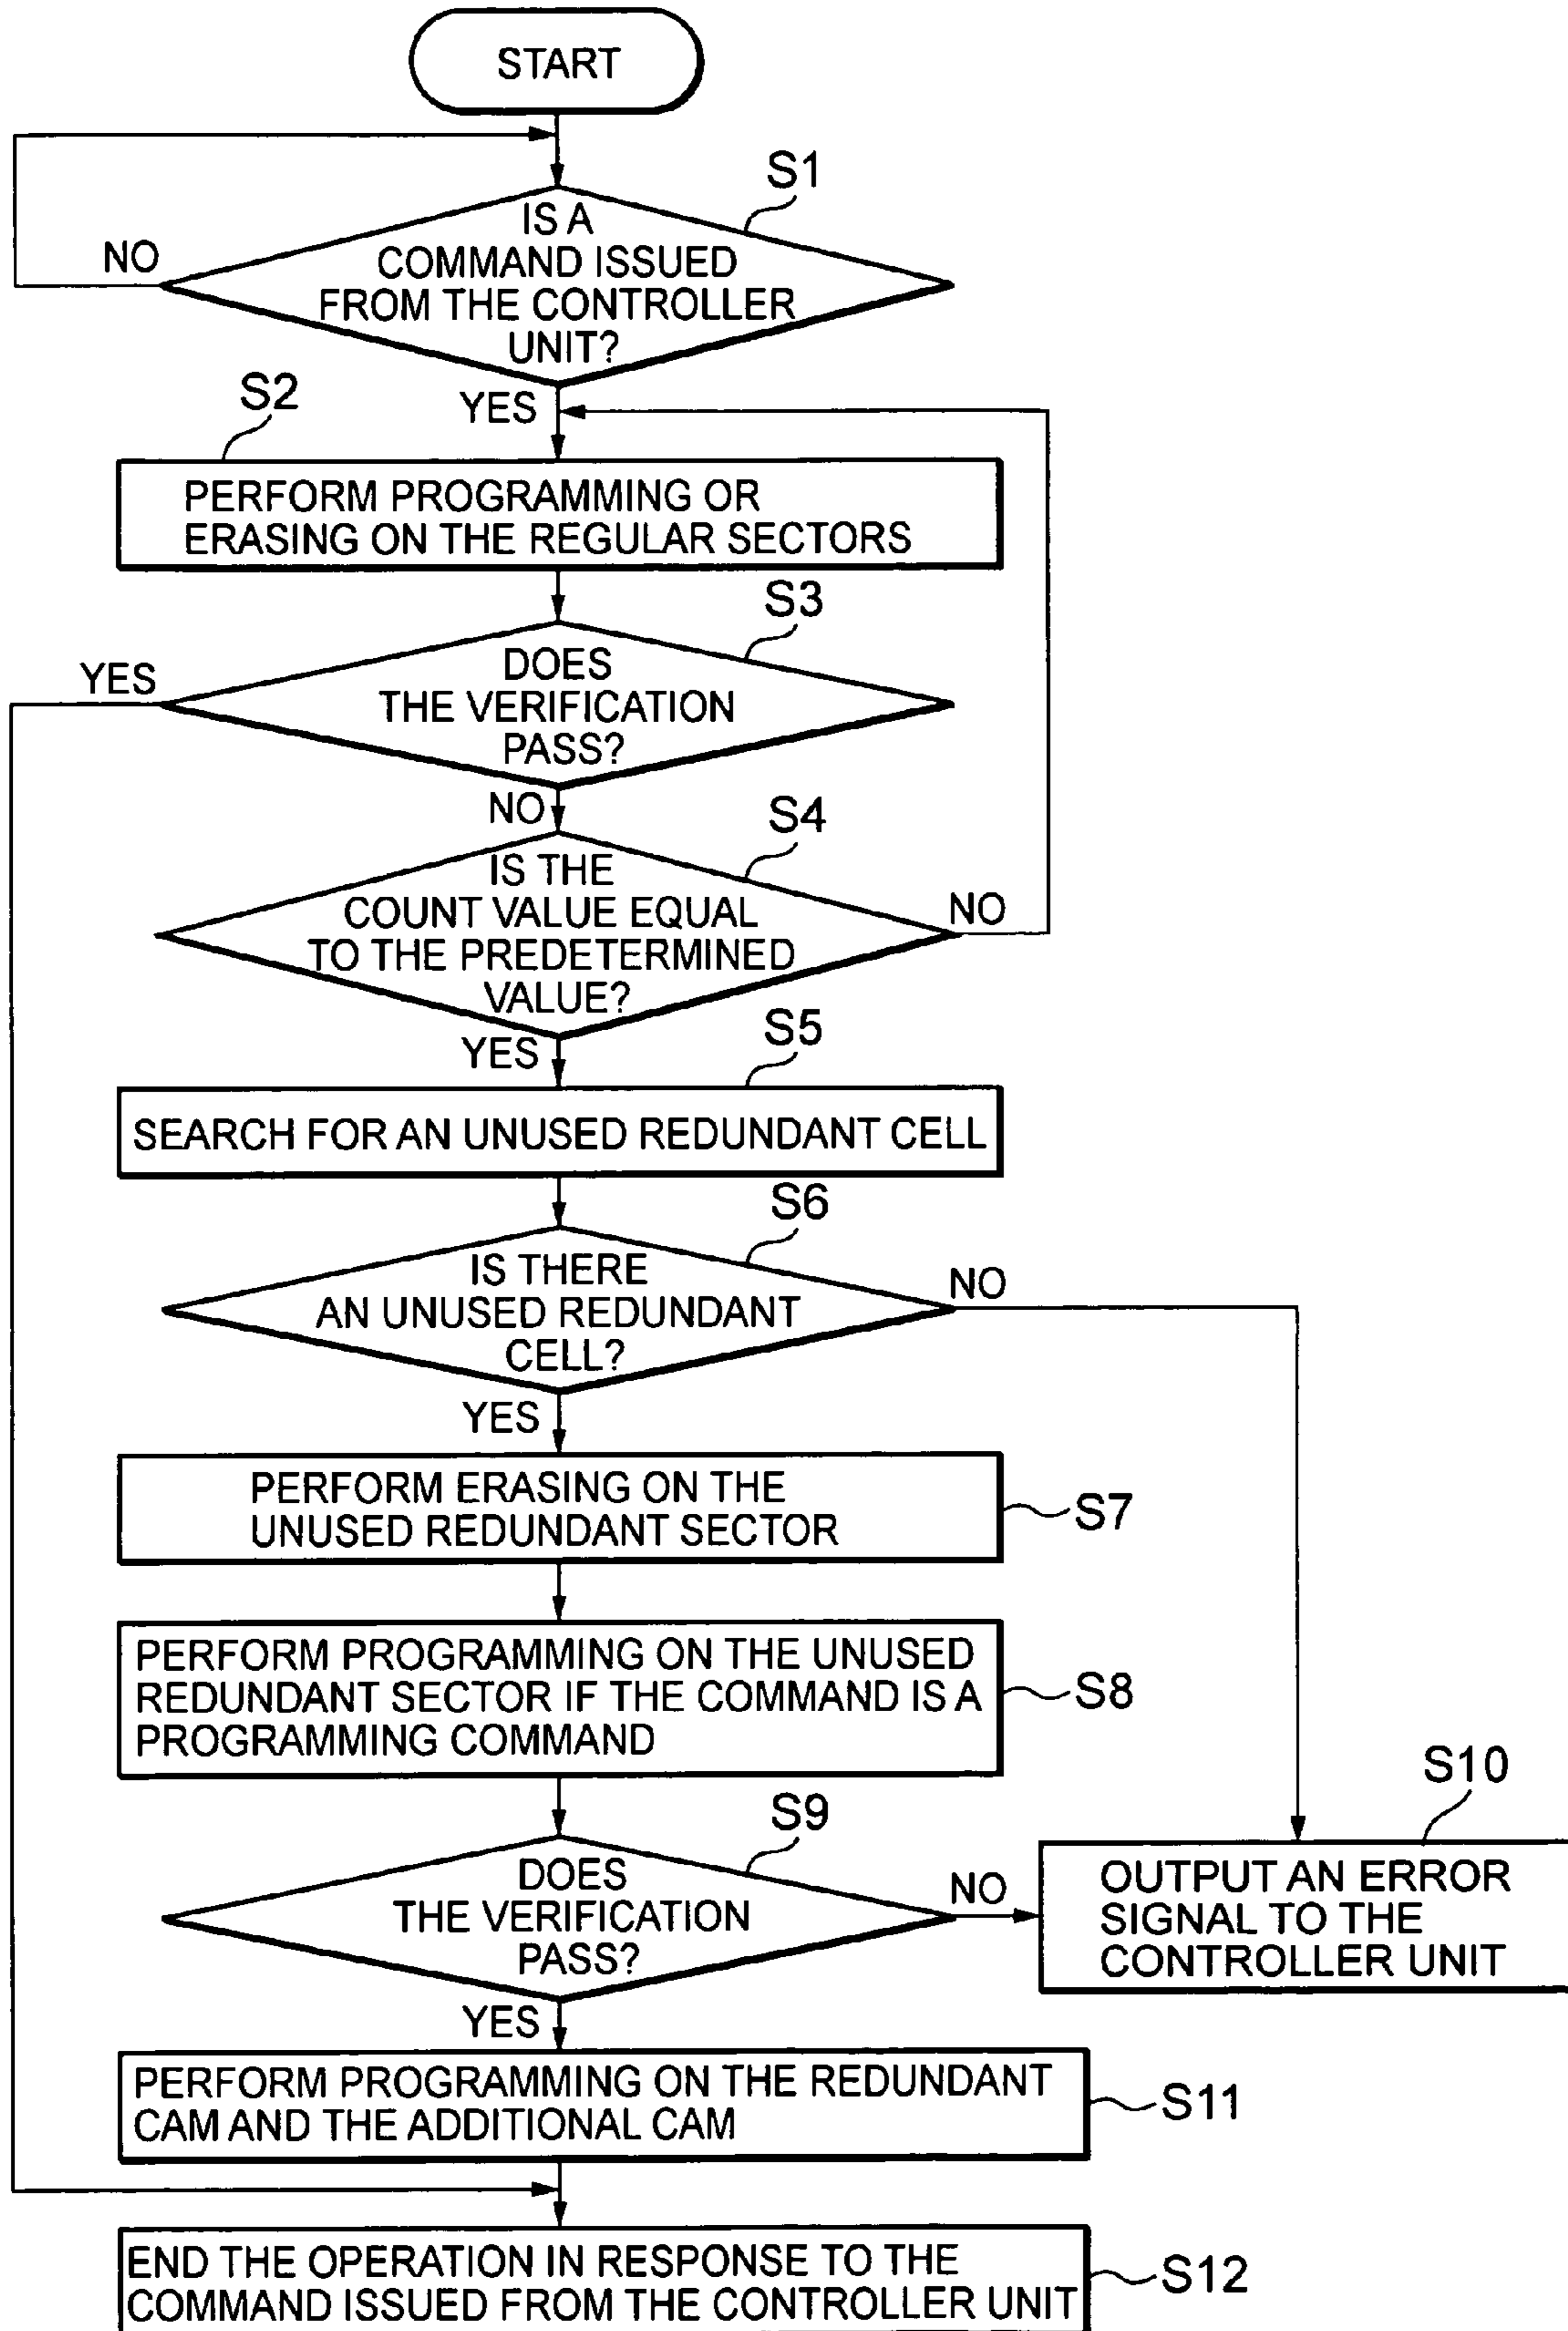 START
S1
IS A
COMMAND ISSUED
FROM THE CONTROLLER
UNIT?
NO
YES
S2
PERFORM PROGRAMMING OR
ERASING ON THE REGULAR SECTORS
S3
DOES
THE VERIFICATION
PASS?
YES
NO
S4
IS THE
COUNT VALUE EQUAL
TO THE PREDETERMINED
VALUE?
NO
YES
S5
SEARCH FOR AN UNUSED REDUNDANT CELL
S6
IS THERE
AN UNUSED REDUNDANT
CELL?
NO
YES
PERFORM ERASING ON THE
UNUSED REDUNDANT SECTOR
S7
PERFORM PROGRAMMING ON THE UNUSED
REDUNDANT SECTOR IF THE COMMAND IS A
PROGRAMMING COMMAND
S8
S9
DOES
THE VERIFICATION
PASS?
NO
YES
S10
OUTPUT AN ERROR
SIGNAL TO THE
CONTROLLER UNIT
PERFORM PROGRAMMING ON THE REDUNDANT
CAM AND THE ADDITIONAL CAM
S11
END THE OPERATION IN RESPONSE TO THE
COMMAND ISSUED FROM THE CONTROLLER UNIT
S12